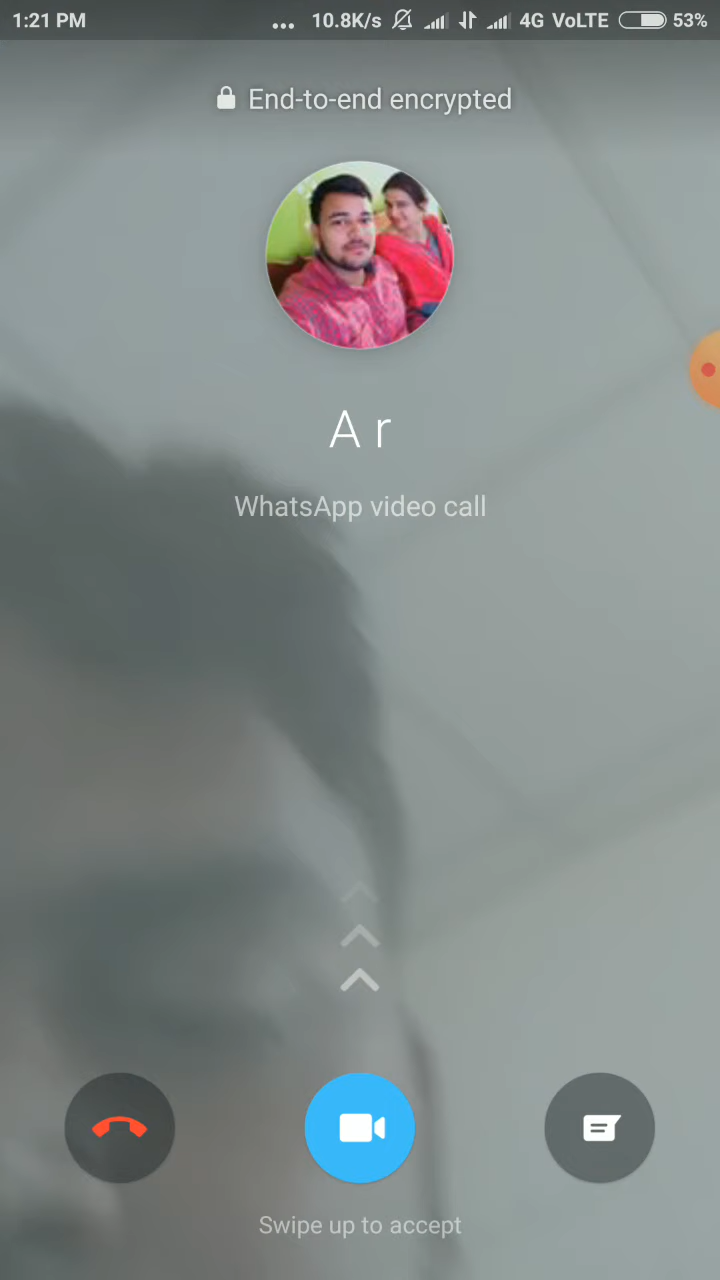 1:21 PM ... 10.8K/s 4G VoLTE 53%
End-to-end encrypted
A r
WhatsApp video call
Swipe up to accept